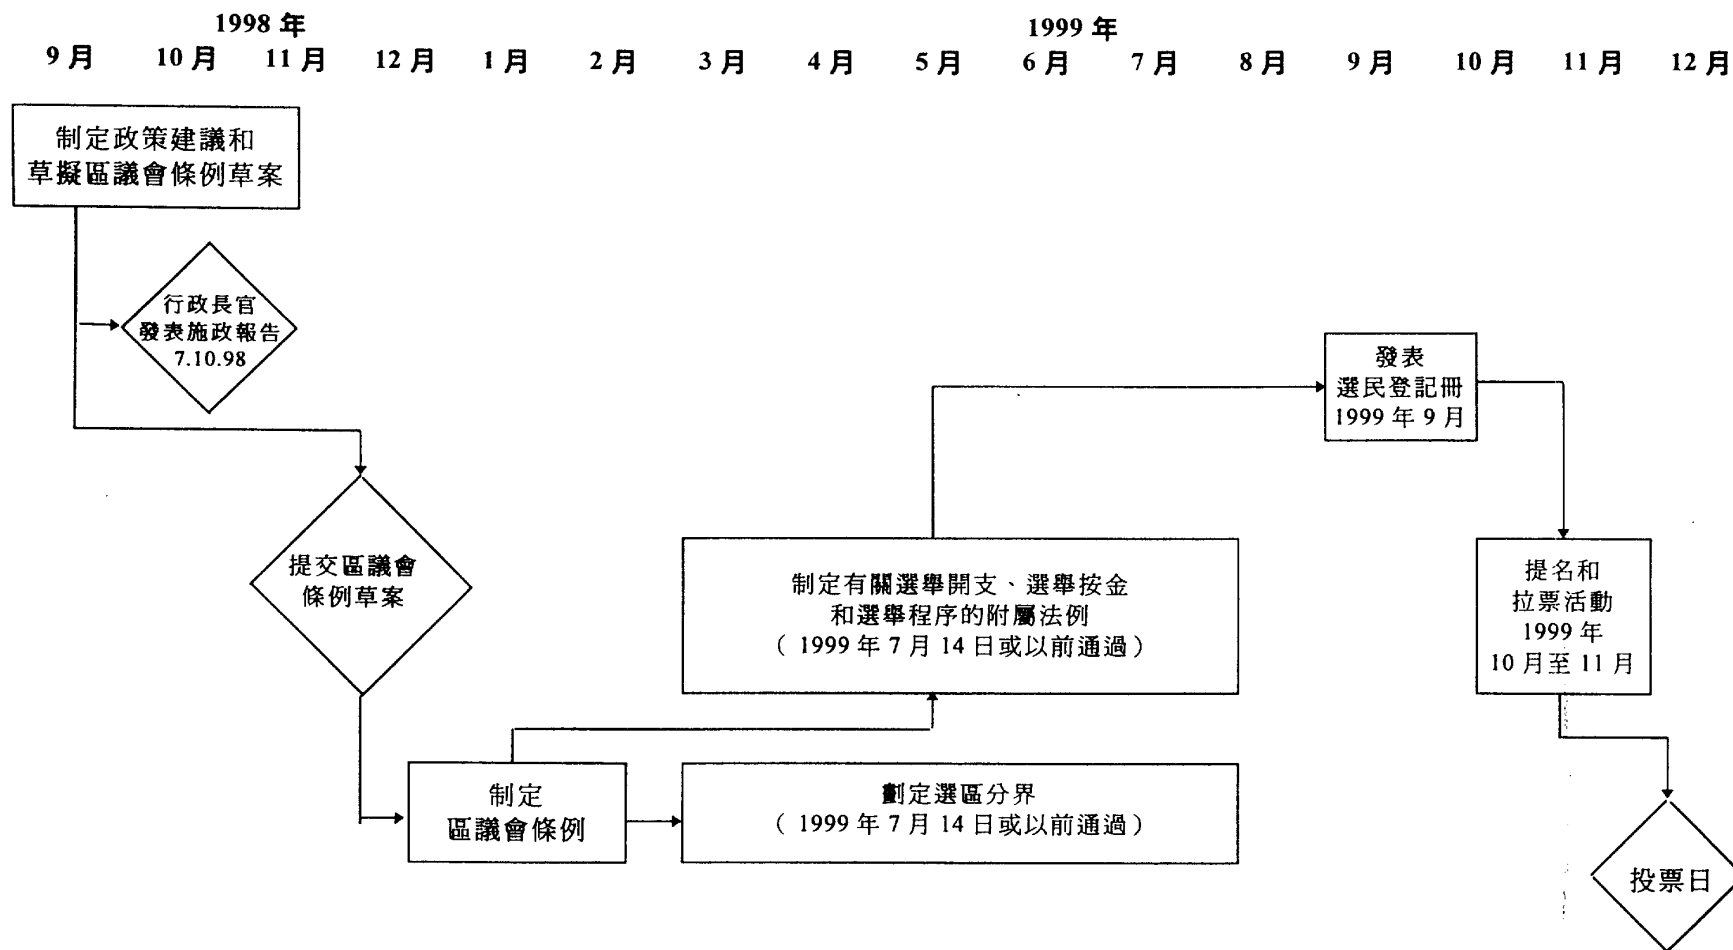 1998 年
1999 年
9 月 10 月 11 月 12 月 1 月 2 月 3 月 4 月 5 月 6 月 7 月 8 月 9 月 10 月 11 月 12 月
制定政策建議和
草擬區議會條例草案
行政長官
發表施政報告
7.10.98
發表
選民登記冊
1999 年 9 月
提交區議會
條例草案
制定有關選舉開支、選舉按金
和選舉程序的附屬法例
( 1999 年 7 月 14 日或以前通過 )
提名和
拉票活動
1999 年
10 月至 11 月
制定
區議會條例
劃定選區分界
( 1999 年 7 月 14 日或以前通過 )
投票日